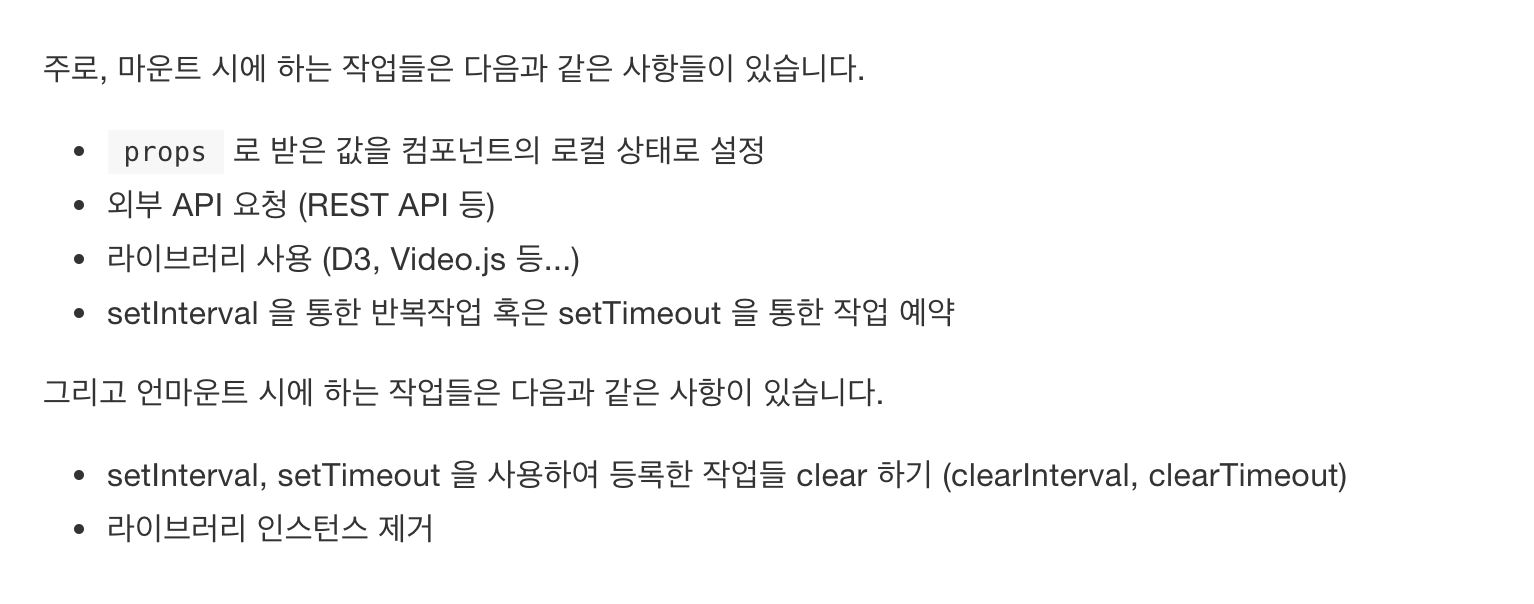 주로, 마운트 시에 하는 작업들은 다음과 같은 사항들이 있습니다.
• props 로 받은 값을 컴포넌트의 로컬 상태로 설정
• 외부 API 요청 (REST API 등)
• 라이브러리 사용 (D3, Video.js 등...)
• setInterval 을 통한 반복작업 혹은 setTimeout 을 통한 작업 예약
그리고 언마운트 시에 하는 작업들은 다음과 같은 사항이 있습니다.
• setInterval, setTimeout 을 사용하여 등록한 작업들 clear 하기 (clearInterval, clearTimeout)
• 라이브러리 인스턴스 제거